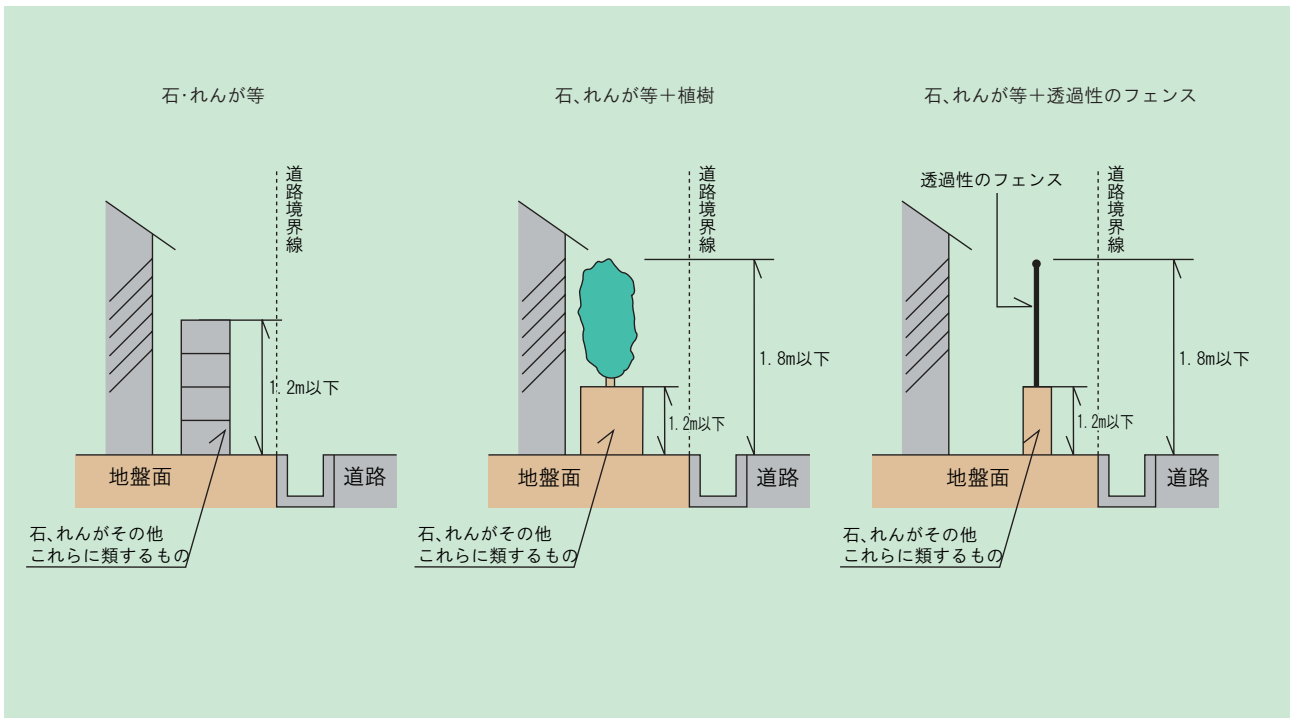 石・れんが等
道路境界線
1.2m以下
地盤面
道路
石、れんがその他
これらに類するもの
石、れんが等＋植樹
道路境界線
1.8m以下
1.2m以下
地盤面
道路
石、れんがその他
これらに類するもの
石、れんが等＋透過性のフェンス
透過性のフェンス
道路境界線
1.8m以下
1.2m以下
地盤面
道路
石、れんがその他
これらに類するもの